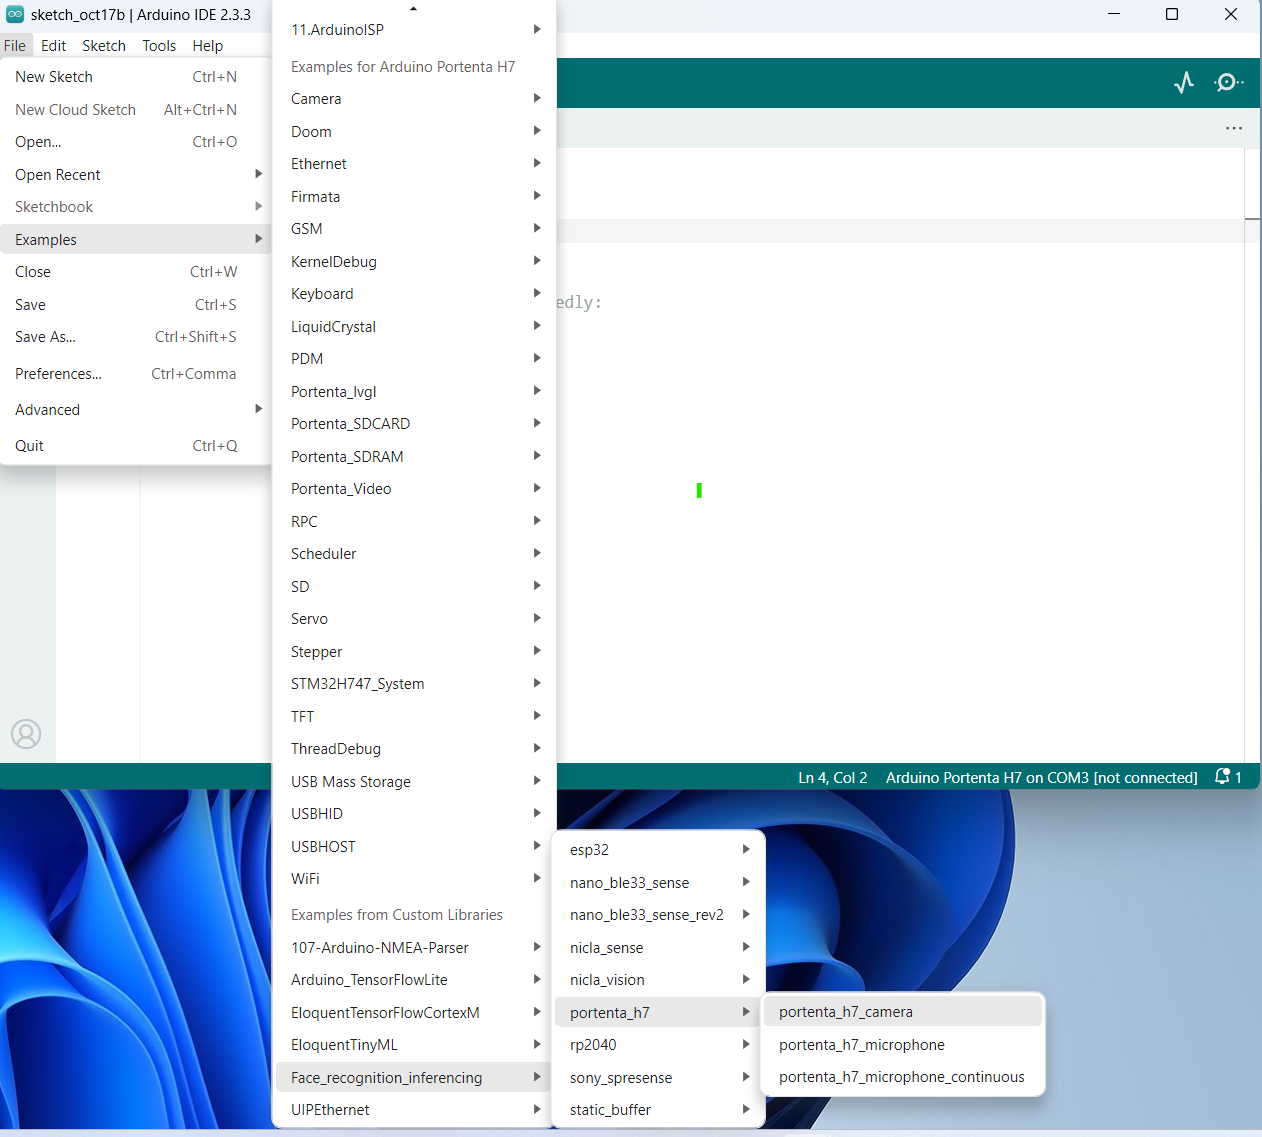 sketch_oct17b | Arduino IDE 2.3.3
File Edit Sketch Tools Help
New Sketch Ctrl+N
New Cloud Sketch Alt+Ctrl+N
Open... Ctrl+O
Open Recent
Sketchbook
Examples
Close Ctrl+W
Save Ctrl+S
Save As... Ctrl+Shift+S
Preferences... Ctrl+Comma
Advanced
Quit Ctrl+Q
11.ArduinoISP
Examples for Arduino Portenta H7
Camera
Doom
Ethernet
Firmata
GSM
KernelDebug
Keyboard
LiquidCrystal
PDM
Portenta_lvgl
Portenta_SDCARD
Portenta_SDRAM
Portenta_Video
RPC
Scheduler
SD
Servo
Stepper
STM32H747_System
TFT
ThreadDebug
USB Mass Storage
USBHID
USBHOST
WiFi
Examples from Custom Libraries
107-Arduino-NMEA-Parser
Arduino_TensorFlowLite
EloquentTensorFlowCortexM
EloquentTinyML
Face_recognition_inferencing
UIPEthernet
esp32
nano_ble33_sense
nano_ble33_sense_rev2
nicla_sense
nicla_vision
portenta_h7
rp2040
sony_spresense
static_buffer
portenta_h7_camera
portenta_h7_microphone
portenta_h7_microphone_continuous
edly:
Ln 4, Col 2 Arduino Portenta H7 on COM3 [not connected] 1